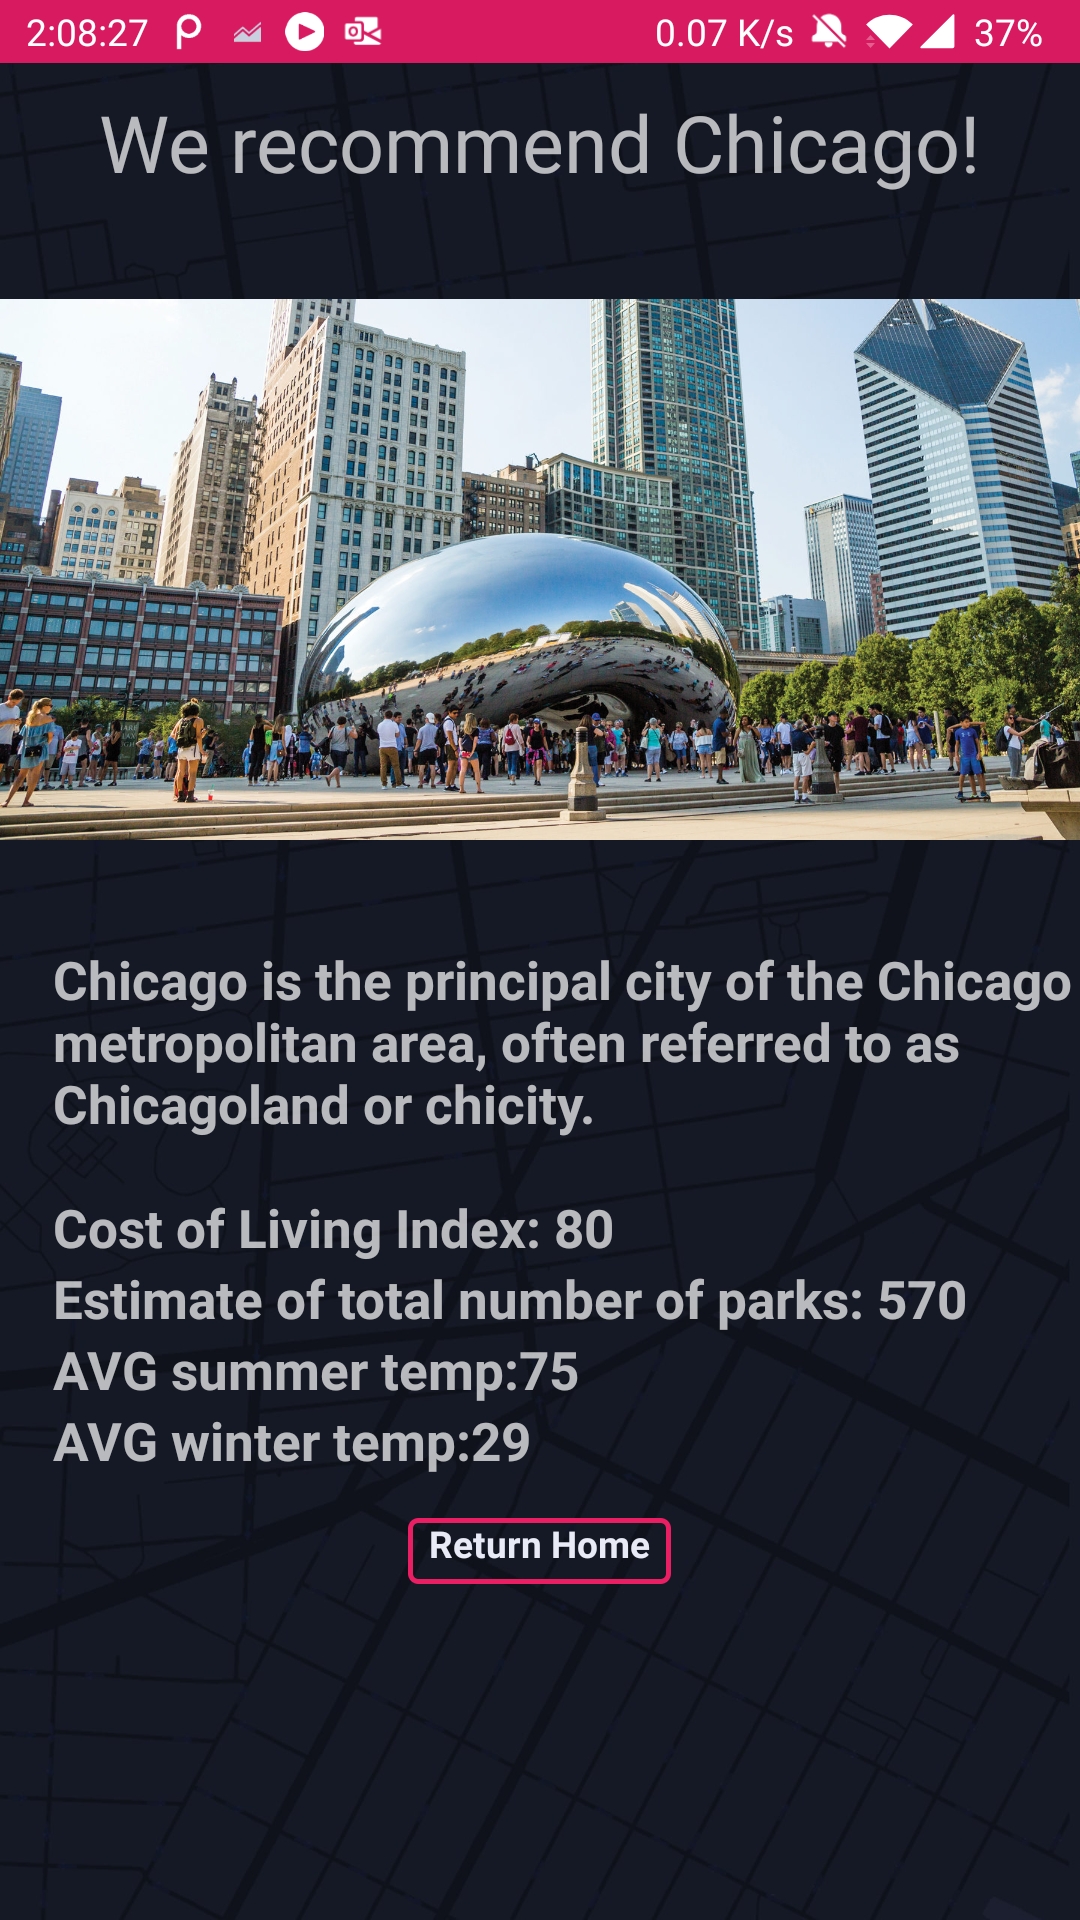 2:08:27 0.07 K/s 37%
We recommend Chicago!
Chicago is the principal city of the Chicago
metropolitan area, often referred to as
Chicagoland or chicity.
Cost of Living Index: 80
Estimate of total number of parks: 570
AVG summer temp:75
AVG winter temp:29
Return Home